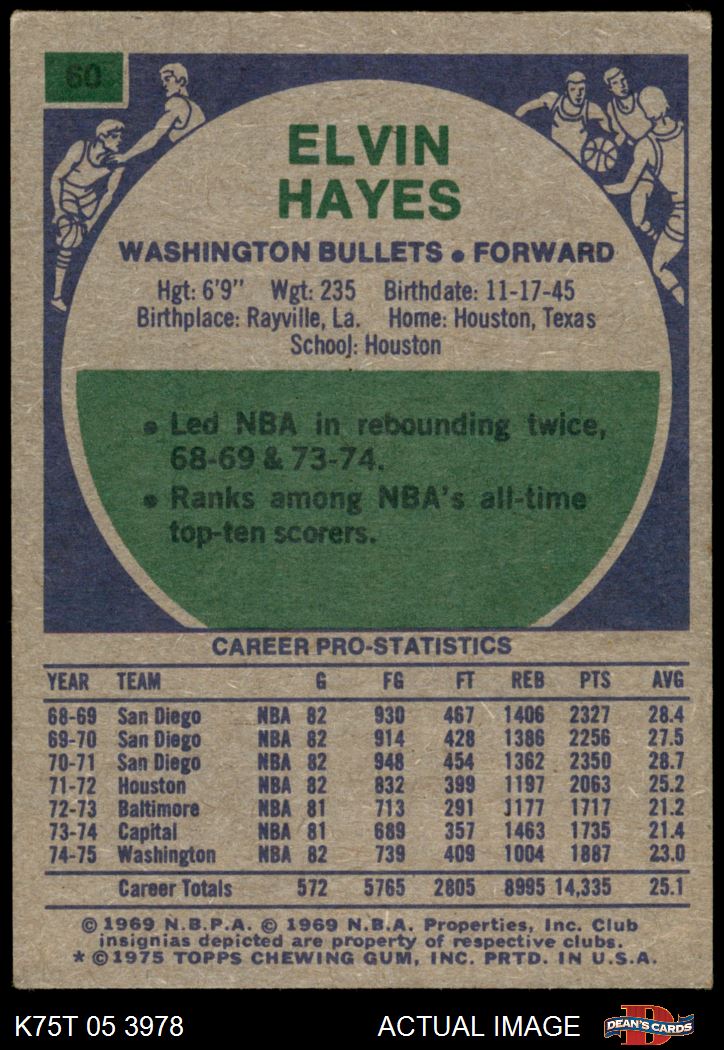 60
ELVIN
HAYES
WASHINGTON BULLETS • FORWARD
Hgt: 6'9" Wgt: 235 Birthdate: 11-17-45
Birthplace: Rayville, La. Home: Houston, Texas
School: Houston
• Led NBA in rebounding twice,
68-69 & 73-74.
• Ranks among NBA's all-time
top-ten scorers.
CAREER PRO-STATISTICS
YEAR TEAM G FG FT REB PTS AVG
68-69 San Diego NBA 82 930 467 1406 2327 28.4
69-70 San Diego NBA 82 914 428 1386 2256 27.5
70-71 San Diego NBA 82 948 454 1362 2350 28.7
71-72 Houston NBA 82 832 399 1197 2063 25.2
72-73 Baltimore NBA 81 713 291 1177 1717 21.2
73-74 Capital NBA 81 689 357 1463 1735 21.4
74-75 Washington NBA 82 739 409 1004 1887 23.0
Career Totals 572 5765 2805 8995 14,335 25.1
© 1969 N.B.P.A. © 1969 N.B.A. Properties, Inc. Club
insignias depicted are property of respective clubs.
* © 1975 TOPPS CHEWING GUM, INC. PRTD. IN U.S.A.
K75T 05 3978 ACTUAL IMAGE D DEAN'S CARDS